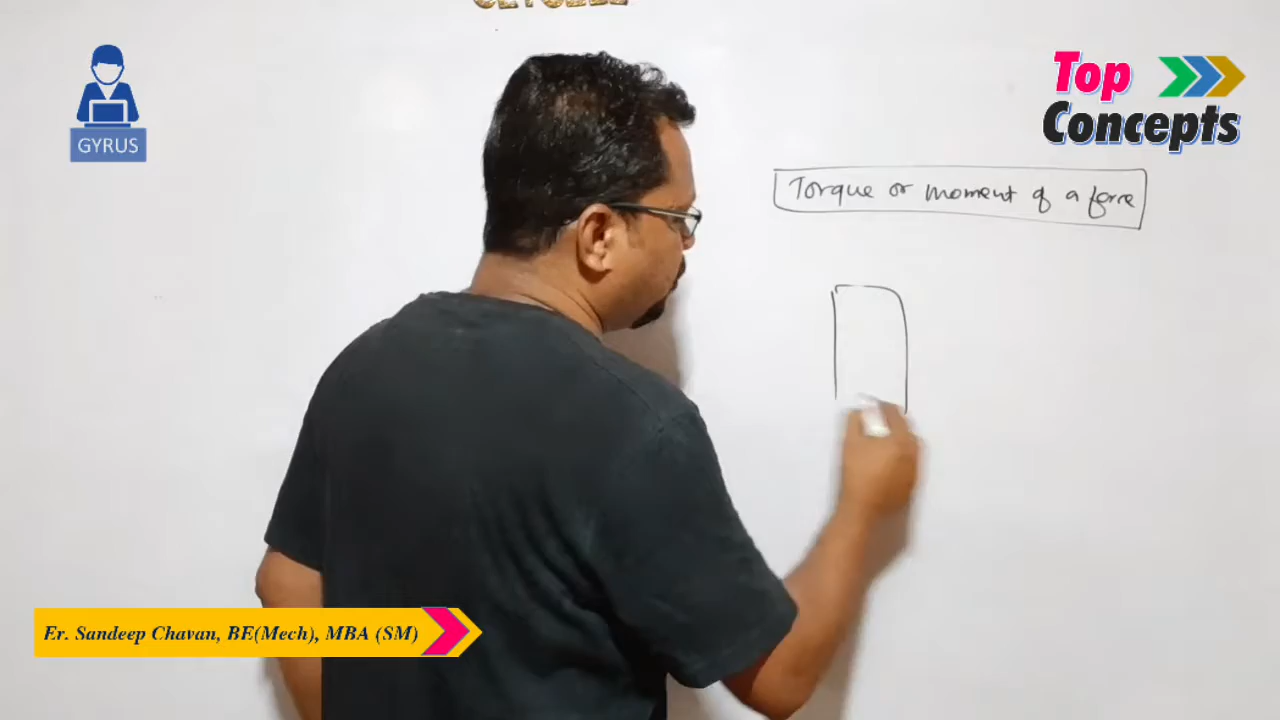 Top
Concepts
GYRUS
Torque or moment of a force
Er. Sandeep Chavan, BE(Mech), MBA (SM)